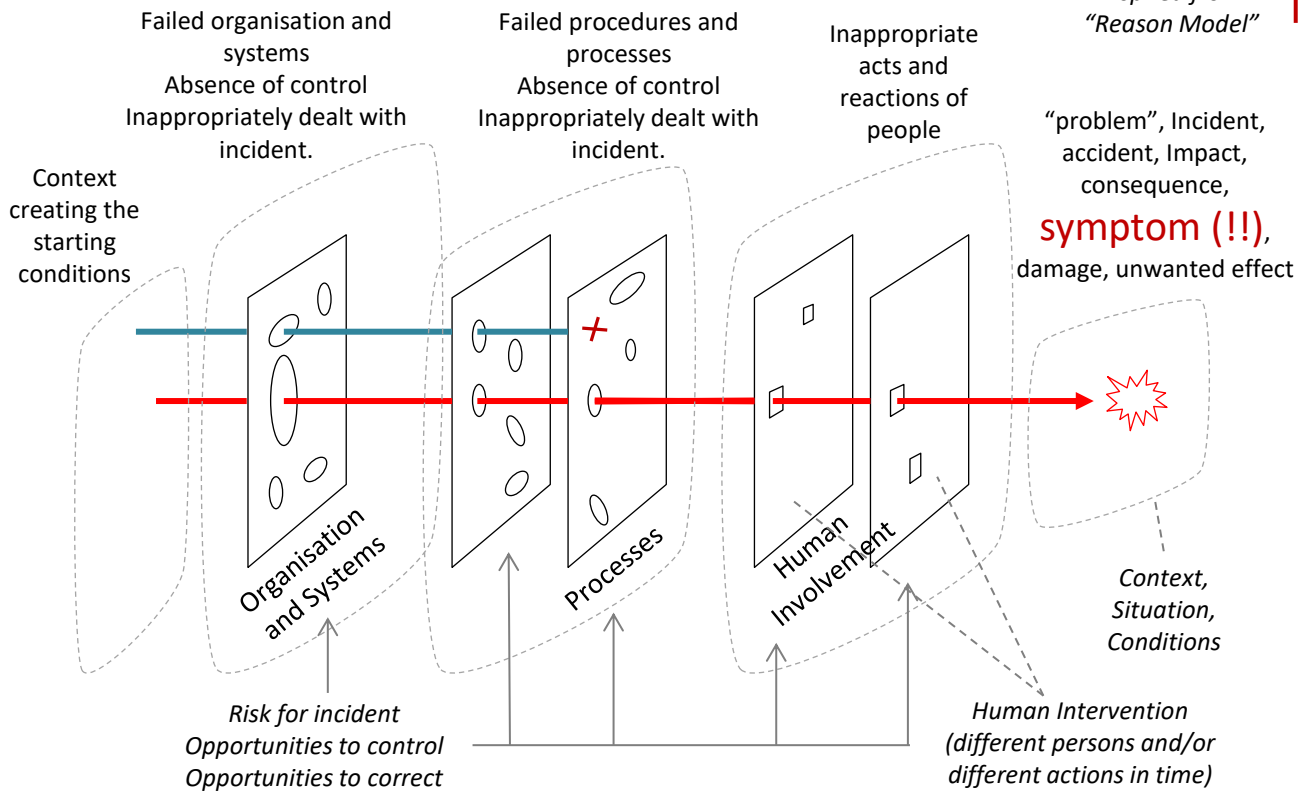 Failed organisation and
systems
Absence of control
Inappropriately dealt with
incident.
Failed procedures and
processes
Absence of control
Inappropriately dealt with
incident.
Inappropriate
acts and
reactions of
people
“Reason Model”
“problem”, Incident,
accident, Impact,
consequence,
symptom (!!),
damage, unwanted effect
Context
creating the
starting
conditions
Organisation
and Systems
Processes
Human
Involvement
Context,
Situation,
Conditions
Risk for incident
Opportunities to control
Opportunities to correct
Human Intervention
(different persons and/or
different actions in time)